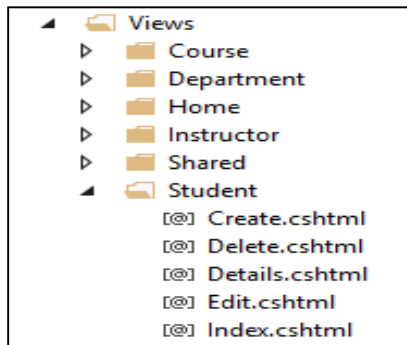 Views
Course
Department
Home
Instructor
Shared
Student
[@] Create.cshtml
[@] Delete.cshtml
[@] Details.cshtml
[@] Edit.cshtml
[@] Index.cshtml